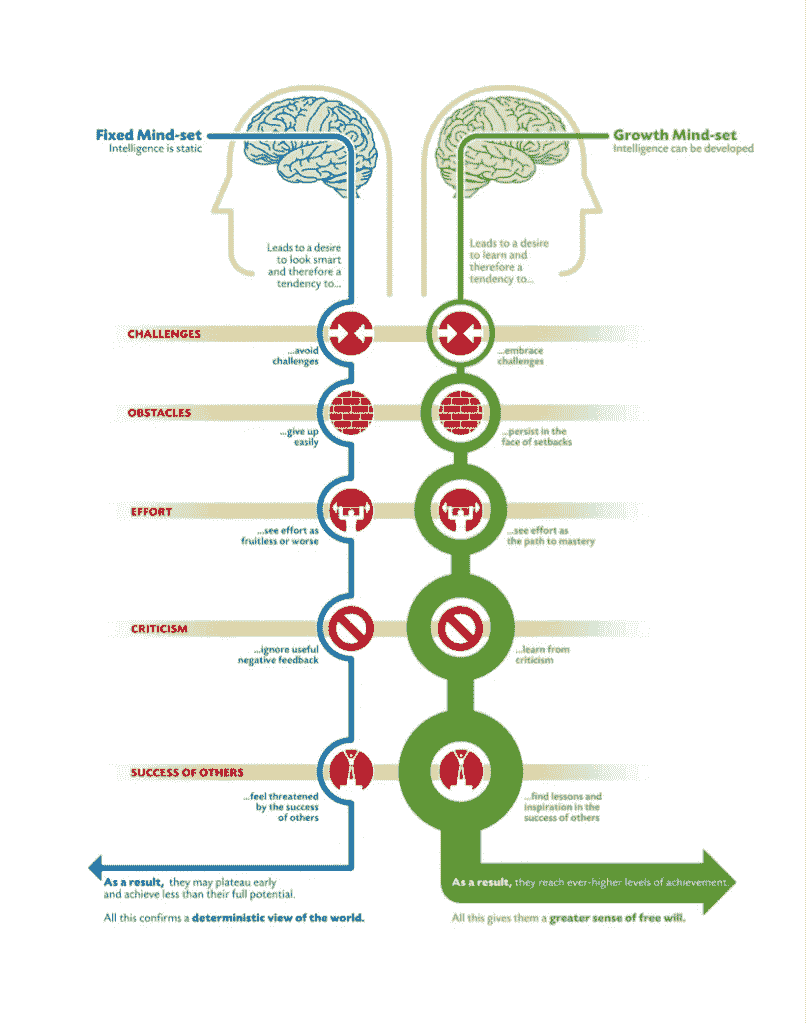 Fixed Mind-set
Intelligence is static
Growth Mind-set
Intelligence can be developed
Leads to a desire
to look smart
and therefore a
tendency to...
Leads to a desire
to learn and
therefore a
tendency to...
CHALLENGES
...avoid
challenges
...embrace
challenges
OBSTACLES
...give up
easily
...persist in the
face of setbacks
EFFORT
...see effort as
fruitless or worse
...see effort as
the path to mastery
CRITICISM
...ignore useful
negative feedback
...learn from
criticism
SUCCESS OF OTHERS
...feel threatened
by the success
of others
...find lessons and
inspiration in the
success of others
As a result, they may plateau early
and achieve less than their full potential.
All this confirms a deterministic view of the world.
As a result, they reach ever-higher levels of achievement.
All this gives them a greater sense of free will.